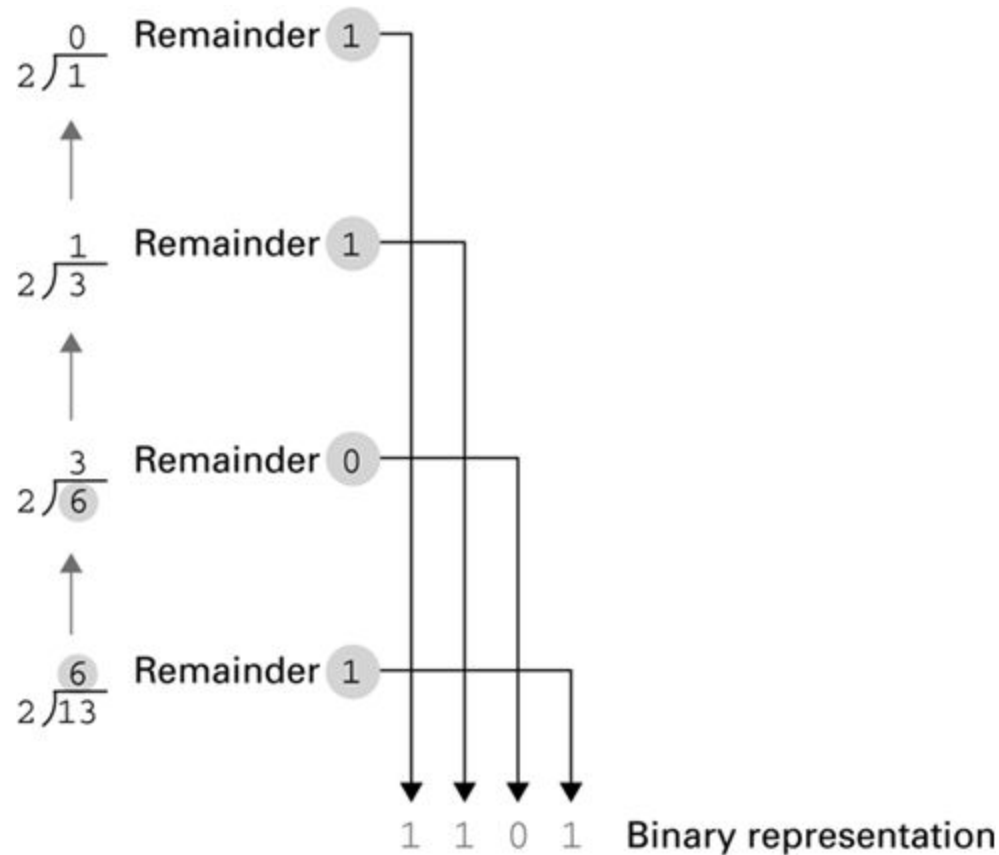 0 Remainder 1
2 1
1 Remainder 1
2 3
3 Remainder 0
2 6
6 Remainder 1
2 13
1 1 0 1 Binary representation